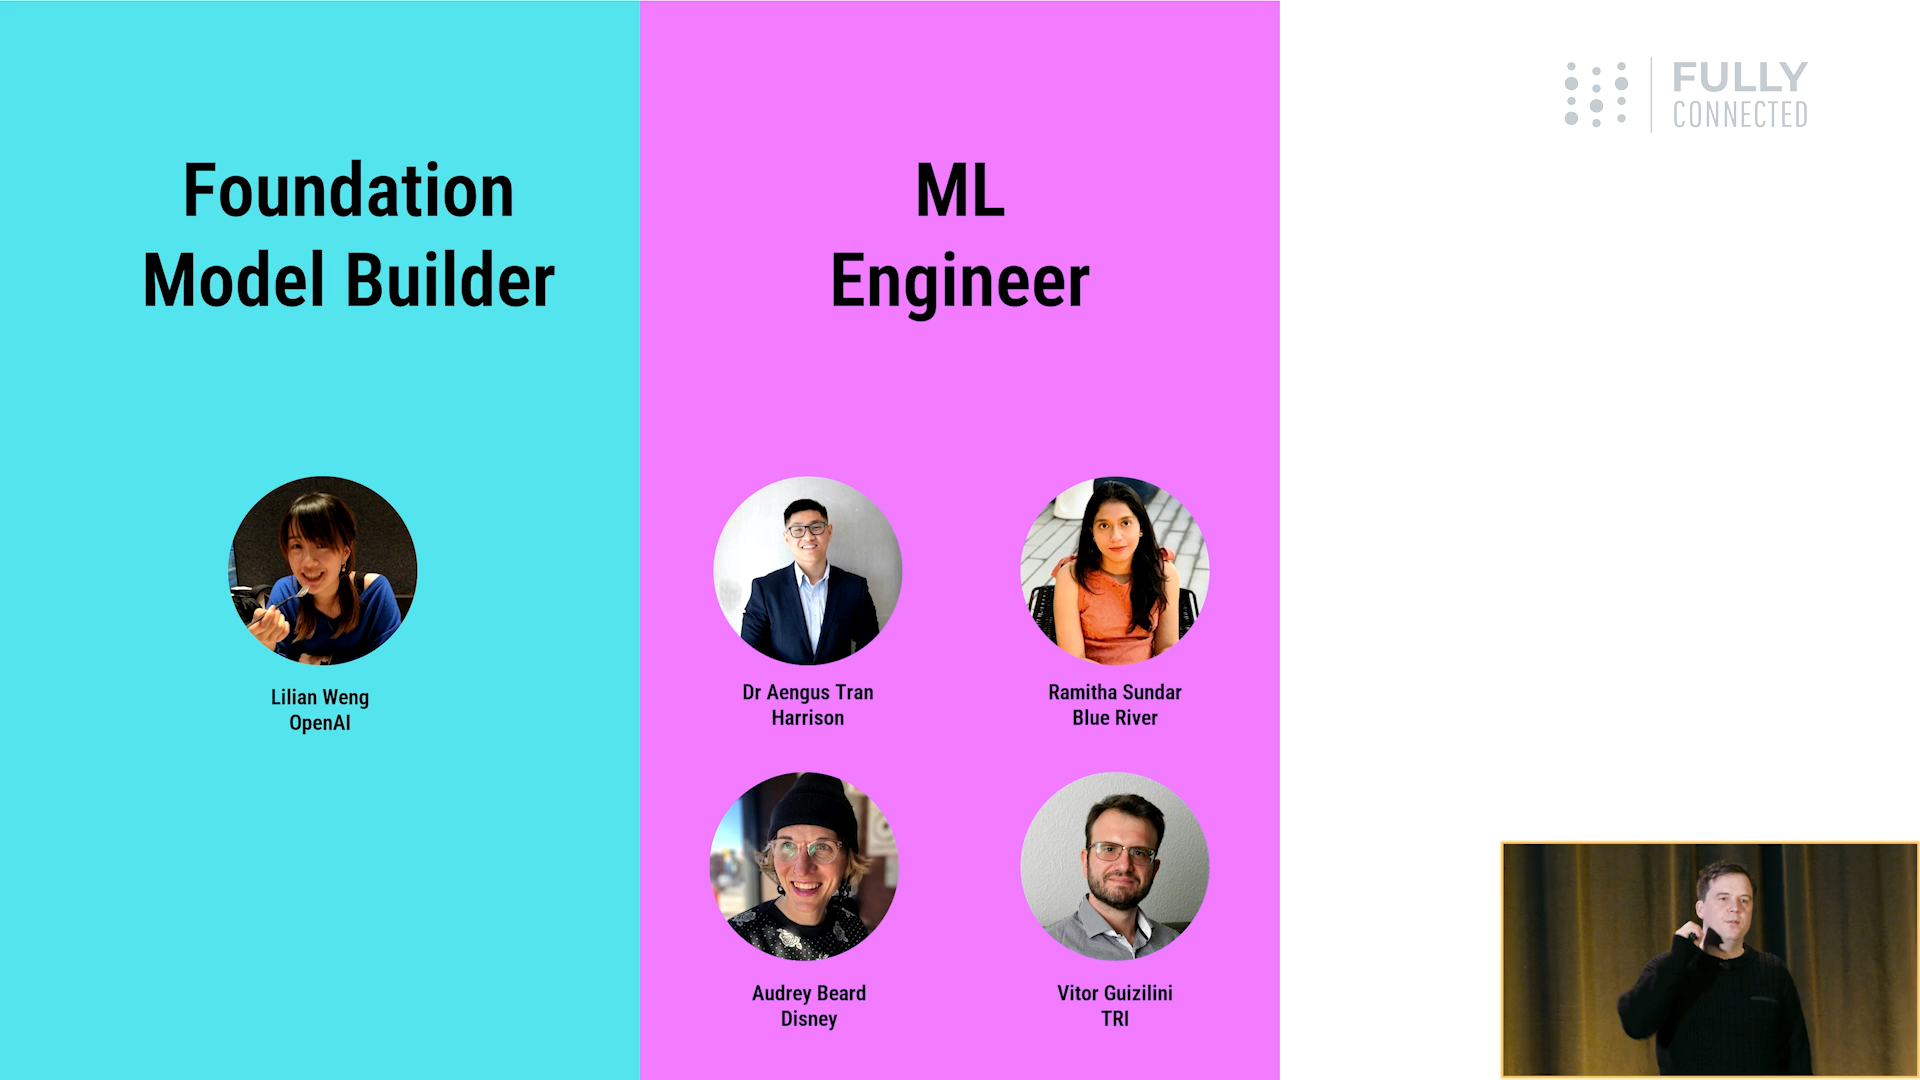 Foundation
Model Builder
ML
Engineer
FULLY
CONNECTED
Lilian Weng
OpenAI
Dr Aengus Tran
Harrison
Ramitha Sundar
Blue River
Audrey Beard
Disney
Vitor Guizilini
TRI